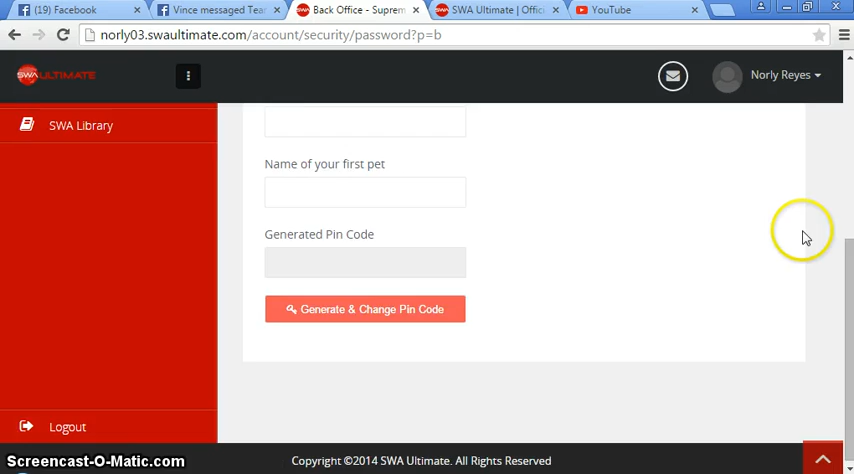 (19) Facebook
Vince messaged Tea
Back Office - Suprem
SWA Ultimate | Offic
YouTube
norly03.swaultimate.com/account/security/password?p=b
SWA ULTIMATE
Norly Reyes
SWA Library
Name of your first pet
Generated Pin Code
Generate & Change Pin Code
Logout
Copyright ©2014 SWA Ultimate. All Rights Reserved
Screencast-O-Matic.com